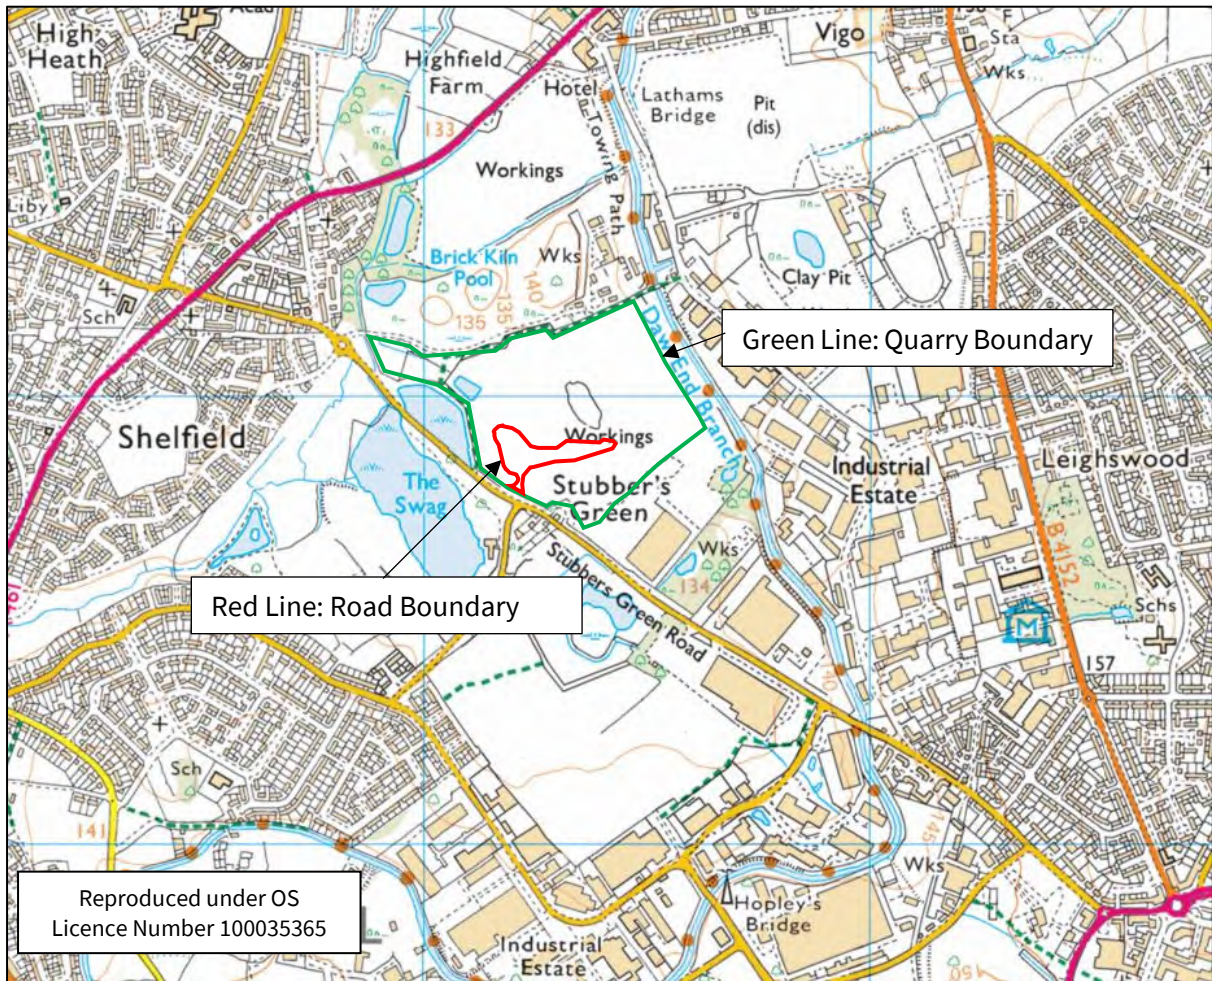 High
Heath
Acad
Highfield
Farm
133
Hotel
Towing Path
Lathams
Bridge
Vigo
Sta
Wks
Pit
(dis)
Workings
Liby
Brick Kiln
Pool
Wks
140
135
135
Clay Pit
Sch
Daw End Branch
Green Line: Quarry Boundary
Shelfield
Workings
The
Swag
Stubber's
Green
Industrial
Estate
Leighswood
B 4152
Wks
134
Red Line: Road Boundary
Stubbers Green Road
M
Schs
157
Sch
141
145
Wks
Reproduced under OS
Licence Number 100035365
Hopley's
Bridge
Industrial
Estate
150